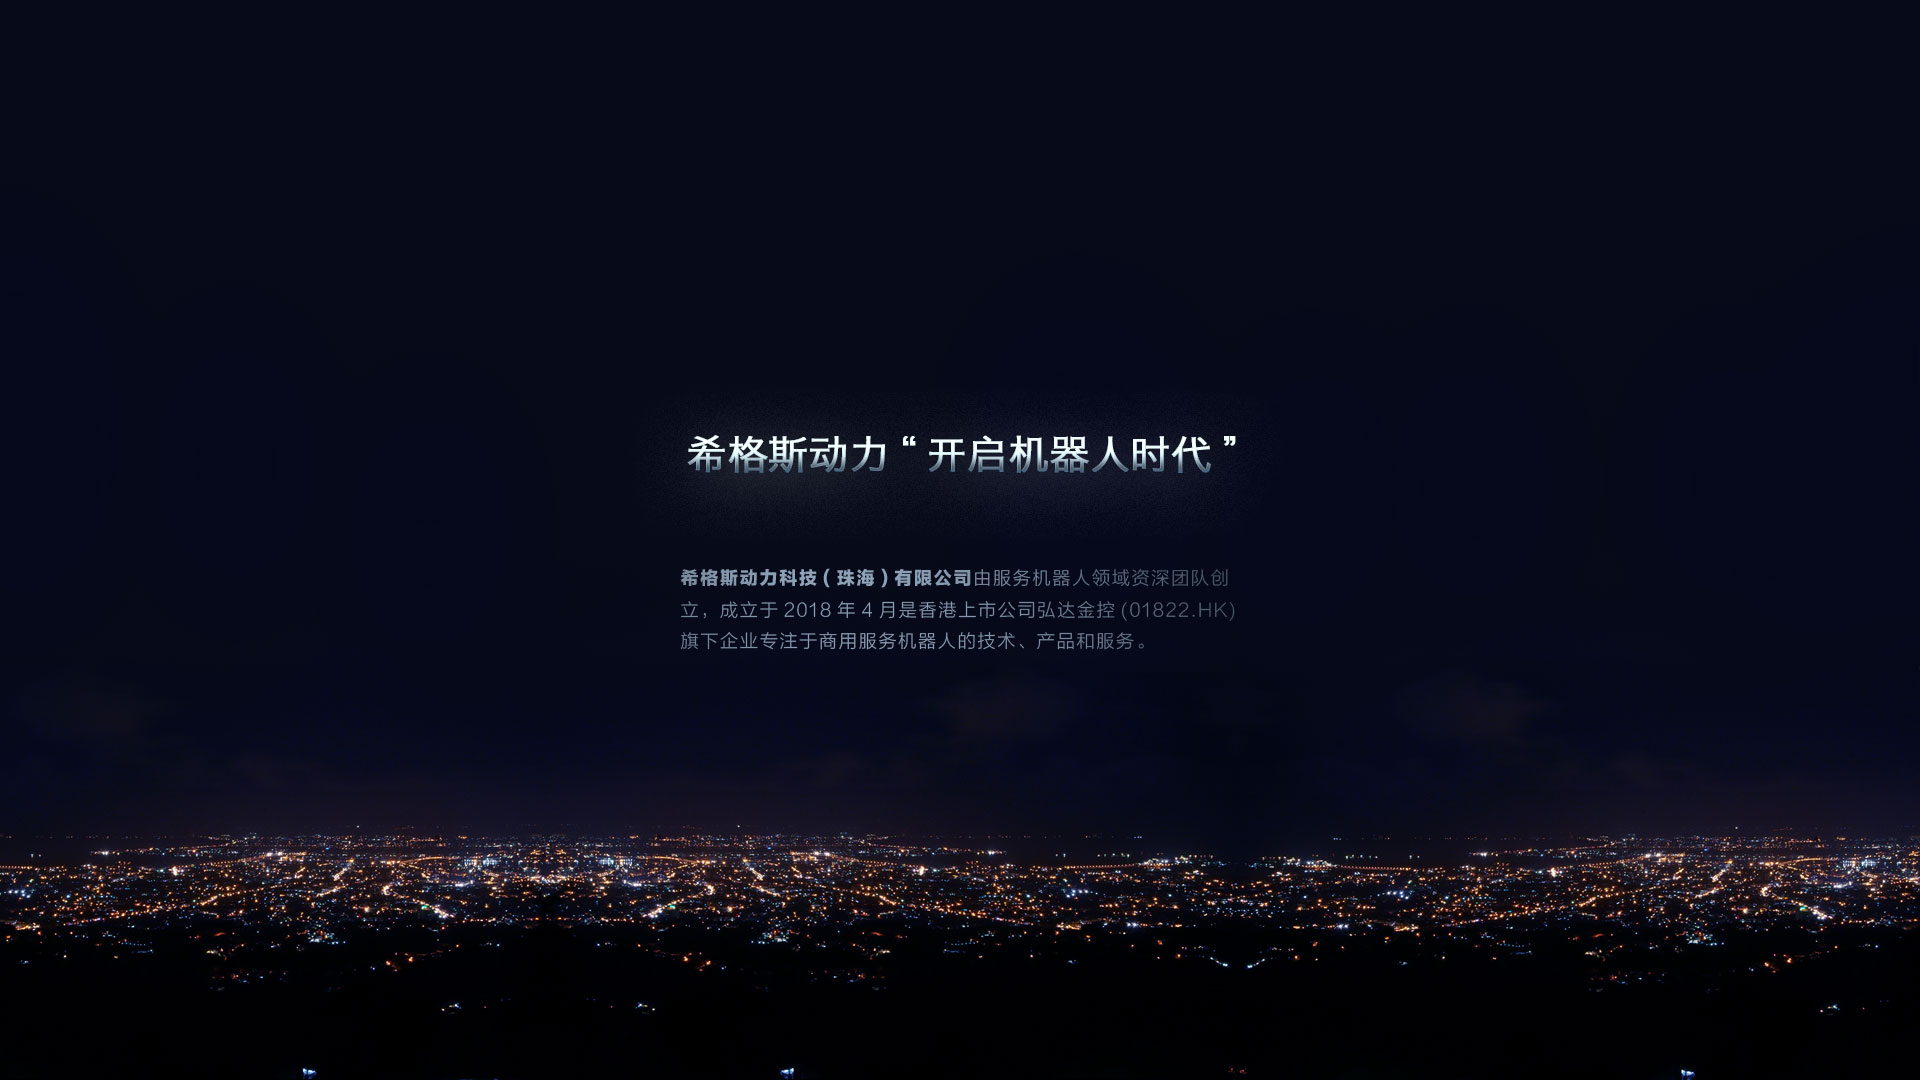 希格斯动力“开启机器人时代”
希格斯动力科技(珠海)有限公司由服务机器人领域资深团队创
立，成立于 2018 年 4 月是香港上市公司弘达金控 (01822.HK)
旗下企业专注于商用服务机器人的技术、产品和服务。